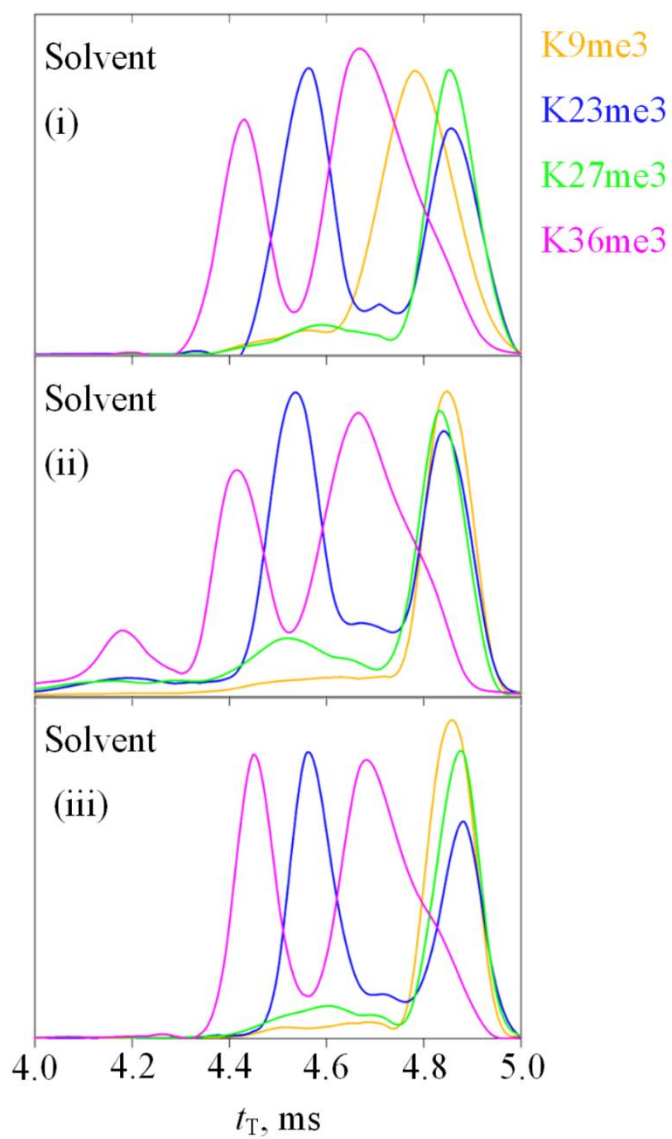 Solvent
(i)
K9me3
K23me3
K27me3
K36me3
Solvent
(ii)
Solvent
(iii)
4.0 4.2 4.4 4.6 4.8 5.0
tT, ms